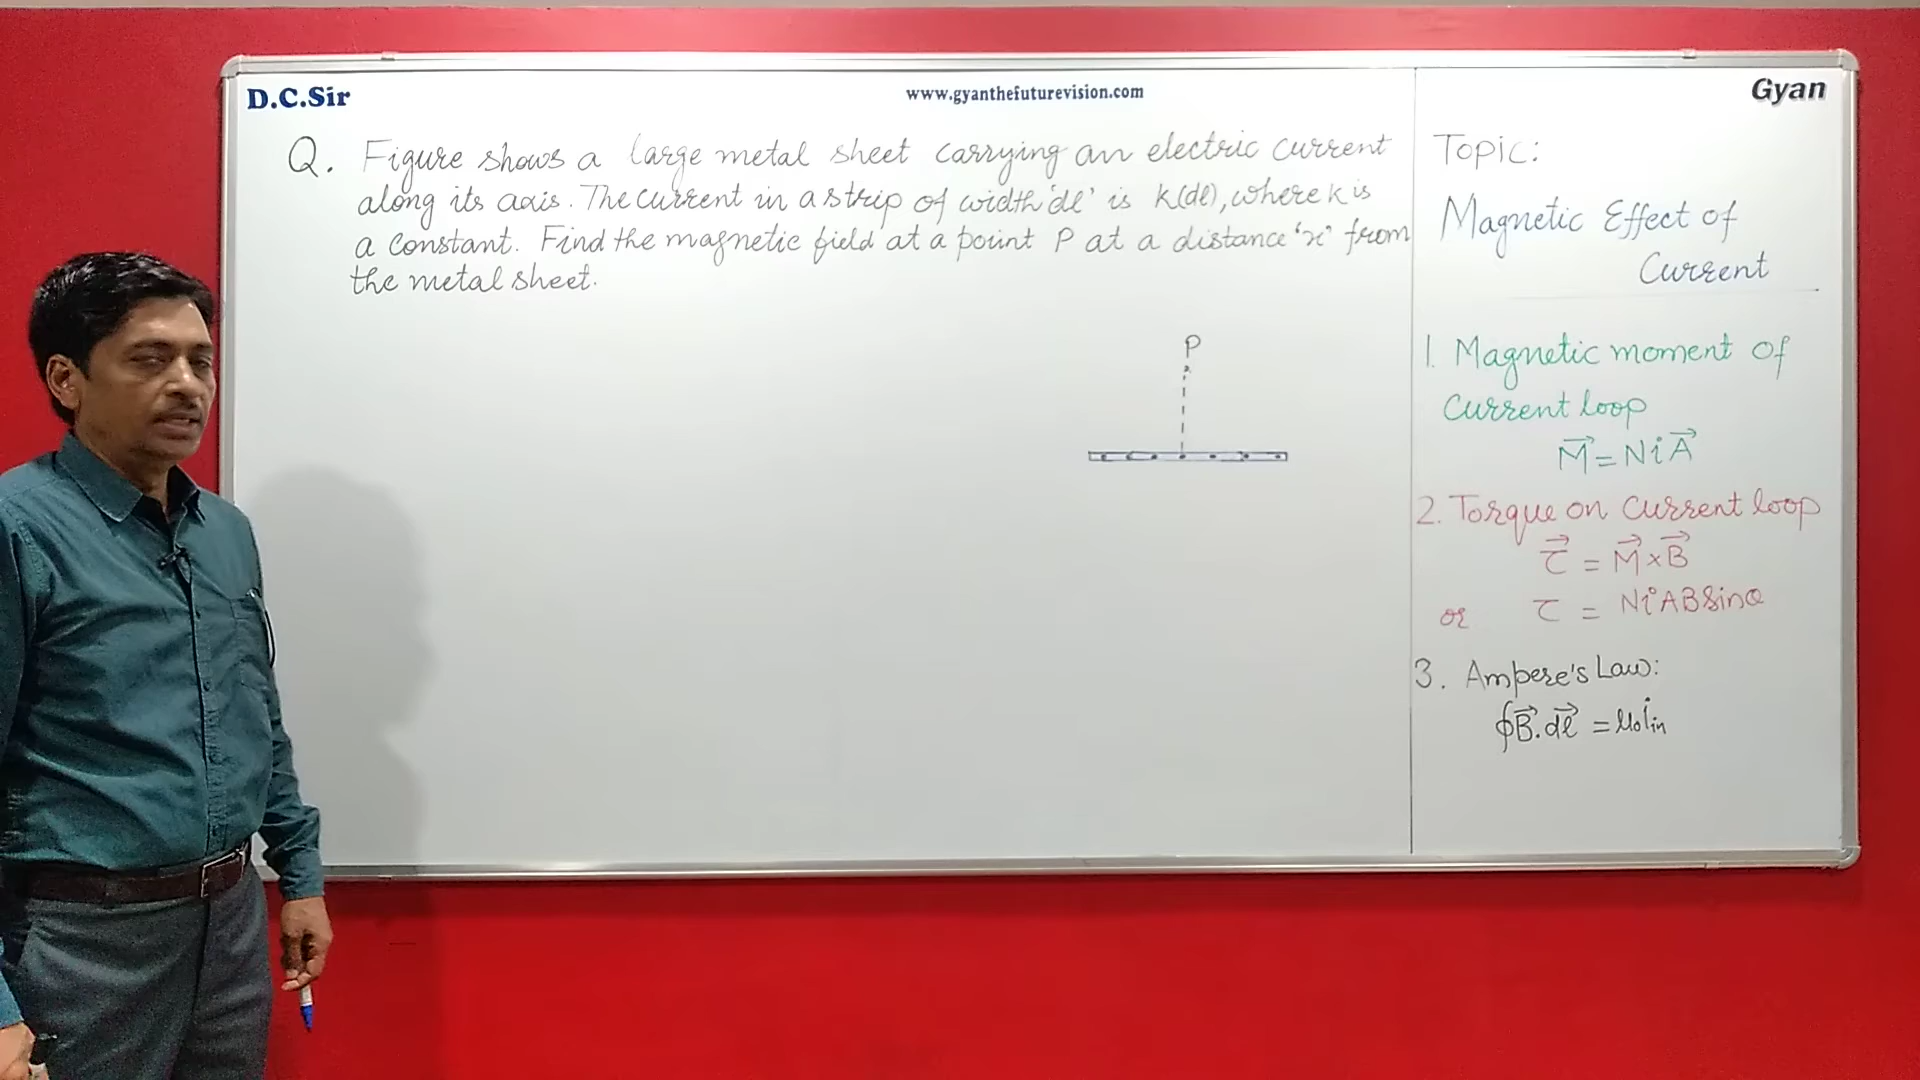 D.C.Sir
www.gyanthefuturevision.com
Gyan
Q. Figure shows a large metal sheet carrying an electric current
along its axis. The current in a strip of width 'dl' is K(dl), where K is
a constant. Find the magnetic field at a point P at a distance 'x' from
the metal sheet.
P
Topic:
Magnetic Effect of
Current
1. Magnetic moment of
Current loop
M⃗ = NiA⃗
2. Torque on Current loop
τ⃗ = M⃗ × B⃗
or τ = NiABSinθ
3. Ampere's Law:
∮B⃗.dl⃗ = μ₀iin